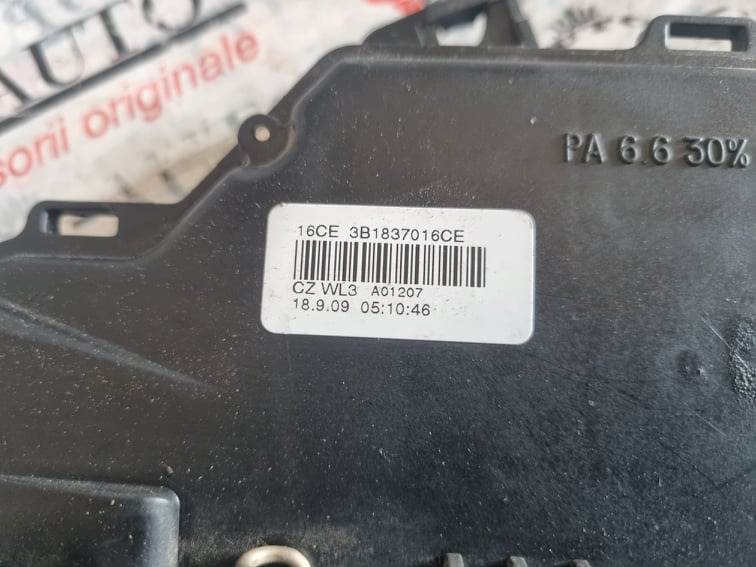 AUTO
sorii originale
PA 6.6 30%
16CE 3B1837016CE
CZ WL3 A01207
18.9.09 05:10:46